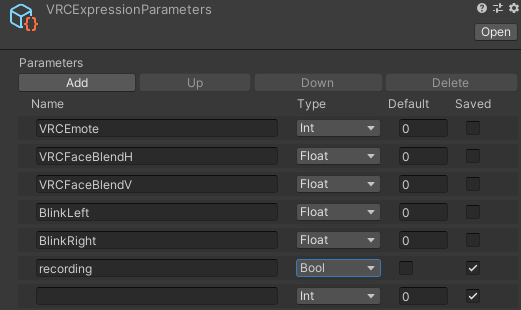 VRCExpressionParameters
Open
Parameters
Add Up Down Delete
Name Type Default Saved
VRCEmote Int 0
VRCFaceBlendH Float 0
VRCFaceBlendV Float 0
BlinkLeft Float 0
BlinkRight Float 0
recording Bool
Int 0